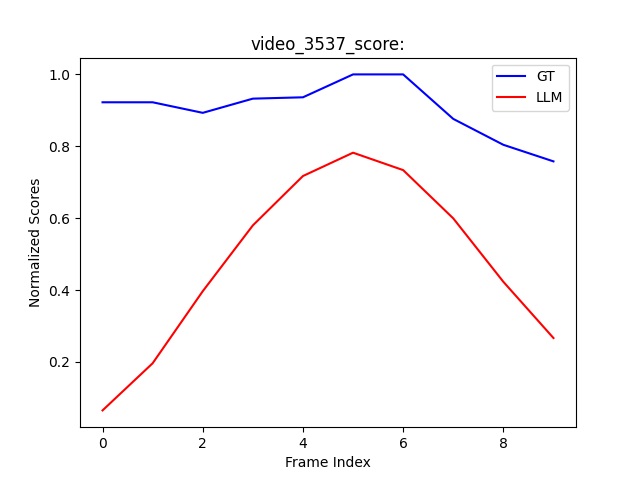 video_3537_score:
GT
LLM
Normalized Scores
1.0
0.8
0.6
0.4
0.2
0 2 4 6 8
Frame Index